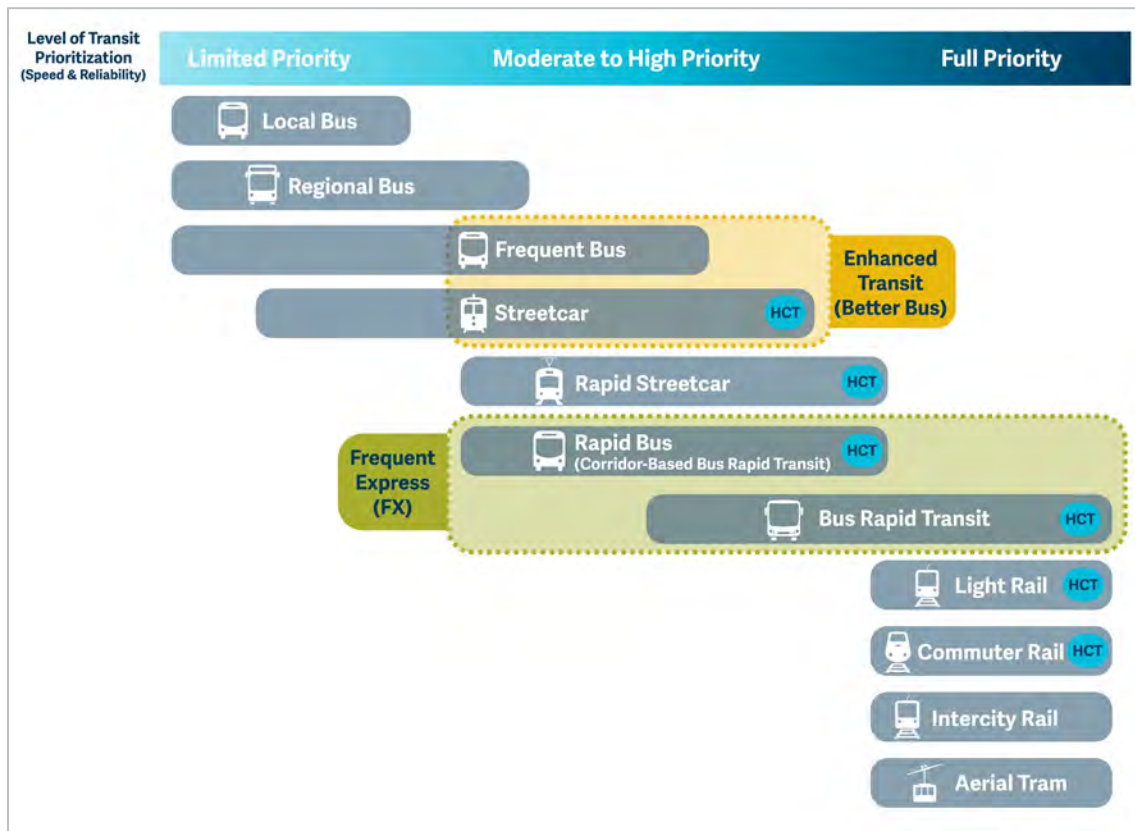 Level of Transit
Prioritization
(Speed & Reliability)
Limited Priority
Moderate to High Priority
Full Priority
Local Bus
Regional Bus
Frequent Bus
Streetcar
HCT
Enhanced
Transit
(Better Bus)
Rapid Streetcar
HCT
Frequent
Express
(FX)
Rapid Bus
(Corridor-Based Bus Rapid Transit)
HCT
Bus Rapid Transit
HCT
Light Rail
HCT
Commuter Rail
HCT
Intercity Rail
Aerial Tram